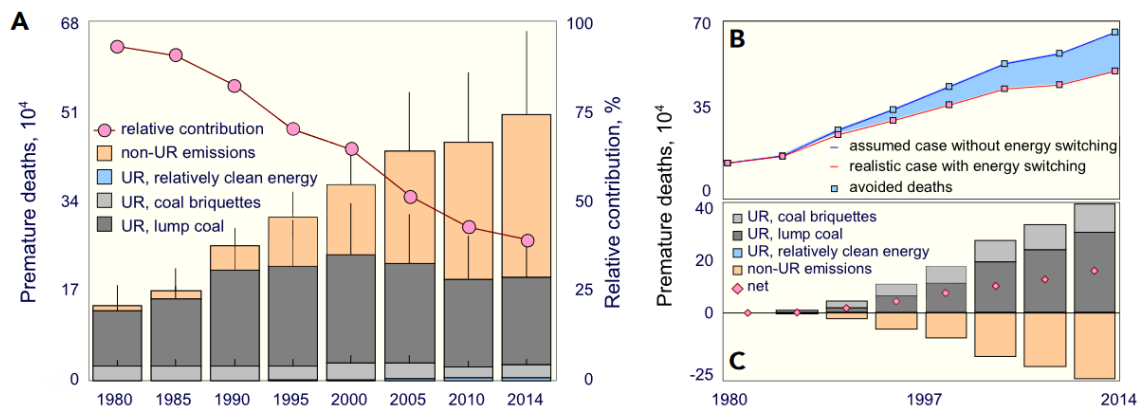 A
68
51
34
17
0
Premature deaths, 10⁴
relative contribution
non-UR emissions
UR, relatively clean energy
UR, coal briquettes
UR, lump coal
100
75
50
25
0
Relative contribution, %
1980 1985 1990 1995 2000 2005 2010 2014
B
70
35
0
Premature deaths, 10⁴
assumed case without energy switching
realistic case with energy switching
avoided deaths
40
20
0
-25
UR, coal briquettes
UR, lump coal
UR, relatively clean energy
non-UR emissions
net
C
1980 1997 2014